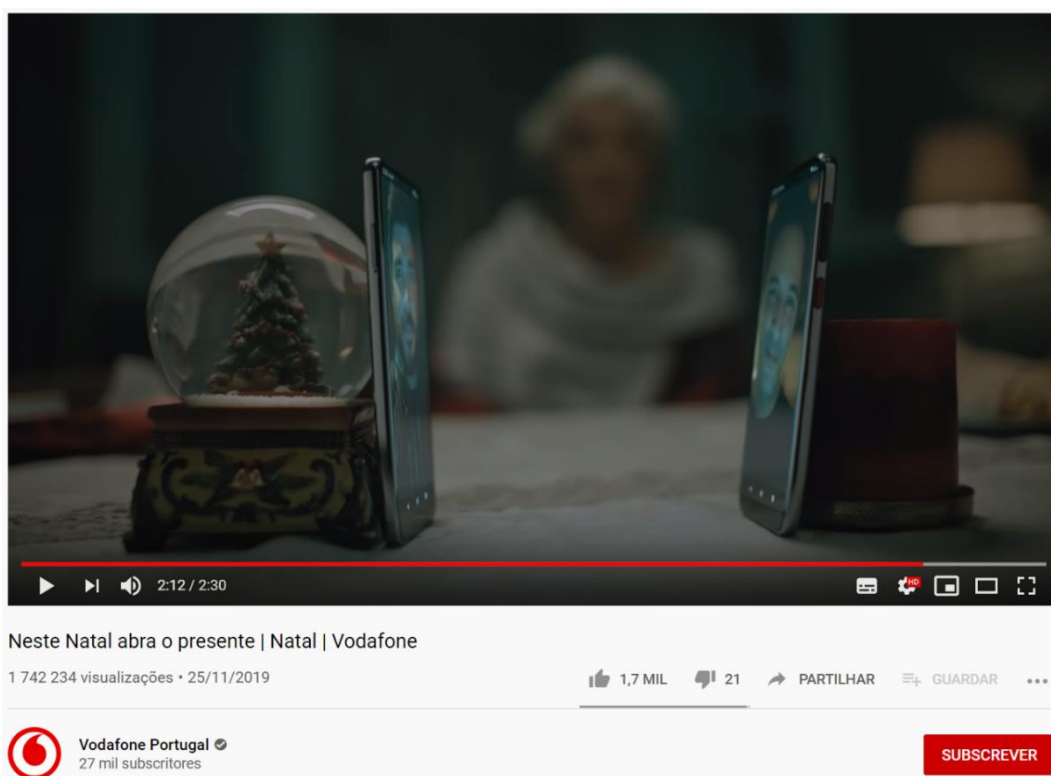 2:12 / 2:30
HD
Neste Natal abra o presente | Natal | Vodafone
1 742 234 visualizações • 25/11/2019
1,7 MIL 21 PARTILHAR GUARDAR
Vodafone Portugal
27 mil subscritores
SUBSCREVER